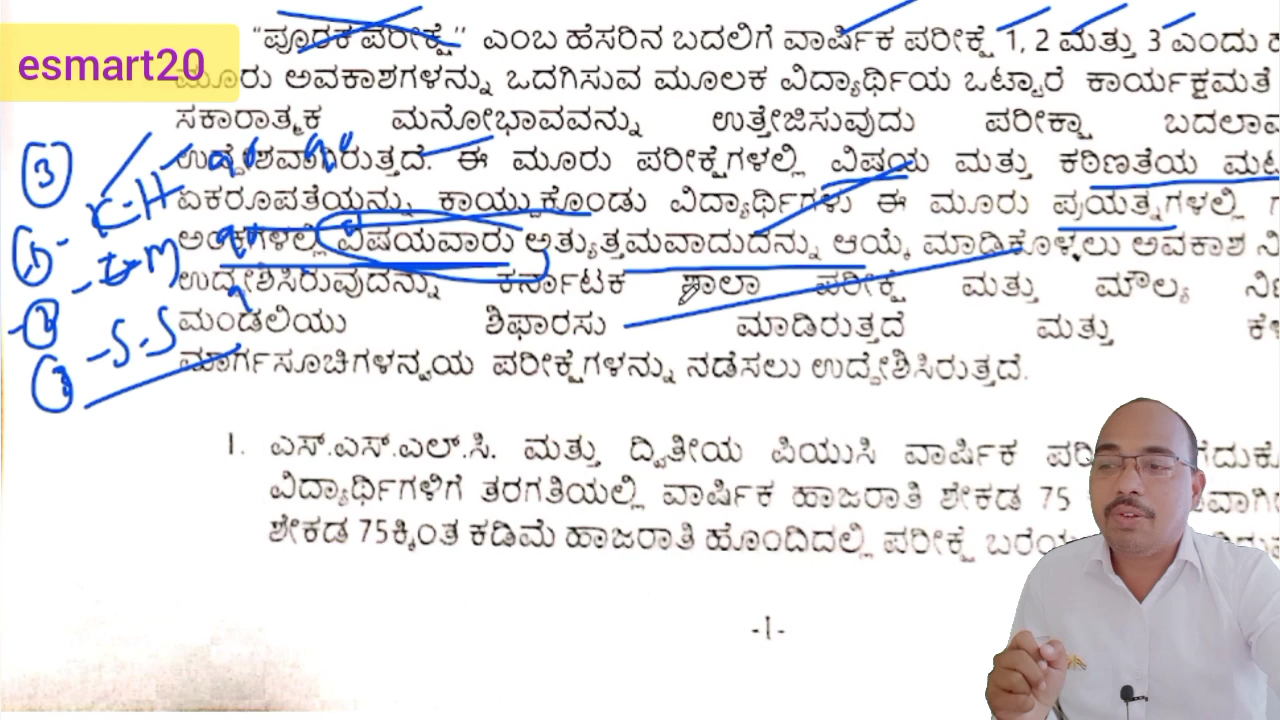 esmart20
"ಪೂರಕ ಪರೀಕ್ಷೆ" ಎಂಬ ಹೆಸರಿನ ಬದಲಿಗೆ ವಾರ್ಷಿಕ ಪರೀಕ್ಷೆ 1, 2 ಮತ್ತು 3 ಎಂದು
ಮೂರು ಅವಕಾಶಗಳನ್ನು ಒದಗಿಸುವ ಮೂಲಕ ವಿದ್ಯಾರ್ಥಿಯ ಒಟ್ಟಾರೆ ಕಾರ್ಯಕ್ಷಮತೆ
ಸಕಾರಾತ್ಮಕ ಮನೋಭಾವವನ್ನು ಉತ್ತೇಜಿಸುವುದು ಪರೀಕ್ಷಾ ಬದಲಾವ
ಉದ್ದೇಶವಾಗಿರುತ್ತದೆ. ಈ ಮೂರು ಪರೀಕ್ಷೆಗಳಲ್ಲಿ ವಿಷಯ ಮತ್ತು ಕಠಿಣತೆಯ ಮಟ
ಏಕರೂಪತೆಯನ್ನು ಕಾಯ್ದುಕೊಂಡು ವಿದ್ಯಾರ್ಥಿಗಳು ಈ ಮೂರು ಪ್ರಯತ್ನಗಳಲ್ಲಿ ಗ
ಅಂಕಗಳಲ್ಲಿ ವಿಷಯವಾರು ಅತ್ಯುತ್ತಮವಾದುದನ್ನು ಆಯ್ಕೆ ಮಾಡಿಕೊಳ್ಳಲು ಅವಕಾಶ ನಿ
ಉದ್ದೇಶಿಸಿರುವುದನ್ನು ಕರ್ನಾಟಕ ಶಾಲಾ ಪರೀಕ್ಷೆ ಮತ್ತು ಮೌಲ್ಯ ನಿ
ಮಂಡಲಿಯು ಶಿಫಾರಸು ಮಾಡಿರುತ್ತದೆ ಮತ್ತು ಕೆ
ಮಾರ್ಗಸೂಚಿಗಳನ್ವಯ ಪರೀಕ್ಷೆಗಳನ್ನು ನಡೆಸಲು ಉದ್ದೇಶಿಸಿರುತ್ತದೆ.
3
K-H
S-S
1. ಎಸ್.ಎಸ್.ಎಲ್.ಸಿ. ಮತ್ತು ದ್ವಿತೀಯ ಪಿಯುಸಿ ವಾರ್ಷಿಕ ಪರೀ ಗೆದುಕೊ
ವಿದ್ಯಾರ್ಥಿಗಳಿಗೆ ತರಗತಿಯಲ್ಲಿ ವಾರ್ಷಿಕ ಹಾಜರಾತಿ ಶೇಕಡ 75 ವಾಗಿ
ಶೇಕಡ 75ಕ್ಕಿಂತ ಕಡಿಮೆ ಹಾಜರಾತಿ ಹೊಂದಿದಲ್ಲಿ ಪರೀಕ್ಷೆ ಬರೆಯ
-1-